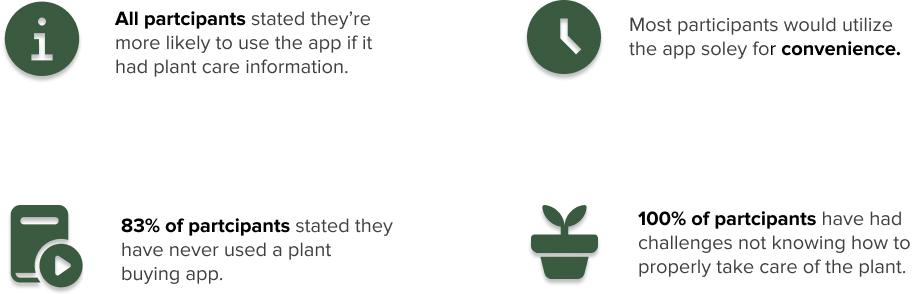 All partcipants stated they’re
more likely to use the app if it
had plant care information.
Most participants would utilize
the app soley for convenience.
83% of partcipants stated they
have never used a plant
buying app.
100% of partcipants have had
challenges not knowing how to
properly take care of the plant.